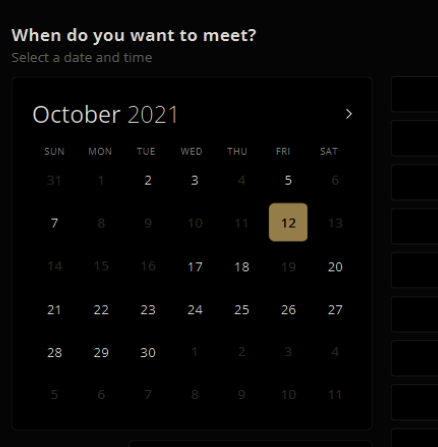 When do you want to meet?
Select a date and time
October 2021
SUN MON TUE WED THU FRI SAT
31 1 2 3 4 5 6
7 8 9 10 11 12 13
14 15 16 17 18 19 20
21 22 23 24 25 26 27
28 29 30 1 2 3 4
5 6 7 8 9 10 11